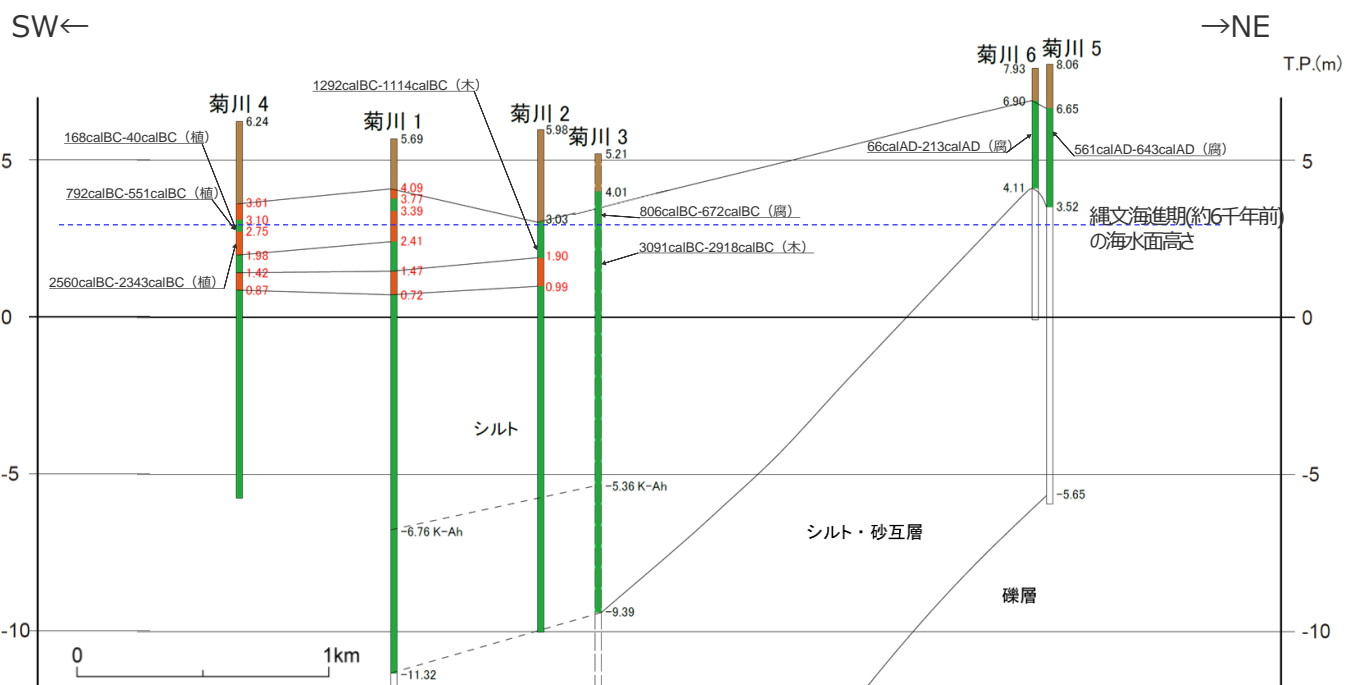 SW←
→NE
菊川 6
菊川 5
T.P.(m)
7.93
8.06
1292calBC-1114calBC（木）
菊川 4
6.24
菊川 1
5.69
菊川 2
5.98
菊川 3
5.21
6.90
6.65
168calBC-40calBC（植）
66calAD-213calAD（腐）
561calAD-643calAD（腐）
5
5
792calBC-551calBC（植）
4.09
4.01
4.11
3.61
3.77
806calBC-672calBC（腐）
3.52
3.10
3.39
3.03
縄文海進期(約6千年前)
の海水面高さ
2.75
2.41
3091calBC-2918calBC（木）
1.98
1.90
2560calBC-2343calBC（植）
1.42
1.47
0.87
0.72
0.99
0
0
シルト
-5
-5
-5.36 K-Ah
-5.65
-6.76 K-Ah
シルト・砂互層
礫層
-9.39
-10
-10
0
1km
-11.32